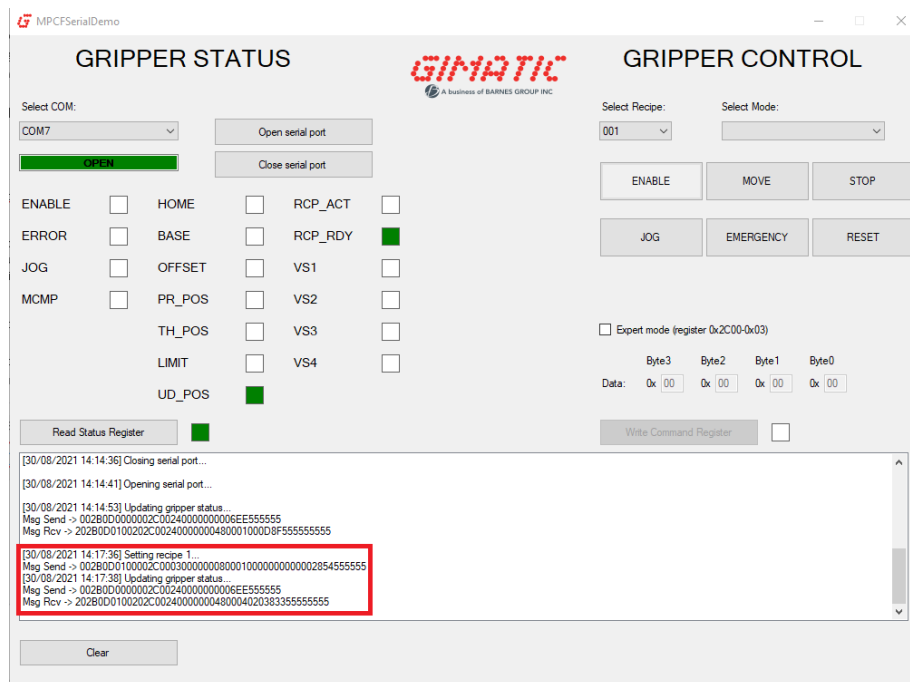 MPCFSerialDemo
GRIPPER STATUS
GIMATIC
A business of BARNES GROUP INC
GRIPPER CONTROL
Select COM:
COM7
Open serial port
OPEN
Close serial port
Select Recipe:
Select Mode:
001
ENABLE
MOVE
STOP
JOG
EMERGENCY
RESET
ENABLE
HOME
RCP_ACT
ERROR
BASE
RCP_RDY
JOG
OFFSET
VS1
MCMP
PR_POS
VS2
TH_POS
VS3
LIMIT
VS4
UD_POS
Expert mode (register 0x2C00-0x03)
Byte3 Byte2 Byte1 Byte0
Data: 0x 00 0x 00 0x 00 0x 00
Read Status Register
Write Command Register
[30/08/2021 14:14:36] Closing serial port...
[30/08/2021 14:14:41] Opening serial port...
[30/08/2021 14:14:53] Updating gripper status...
Msg Send -> 002B0D0000002C00240000000006EE555555
Msg Rcv -> 202B0D0100202C00240000000480001000D8F555555555
[30/08/2021 14:17:36] Setting recipe 1...
Msg Send -> 002B0D0100002C00030000000800010000000000002854555555
[30/08/2021 14:17:38] Updating gripper status...
Msg Send -> 002B0D0000002C00240000000006EE555555
Msg Rcv -> 202B0D0100202C00240000000480004020383355555555
Clear